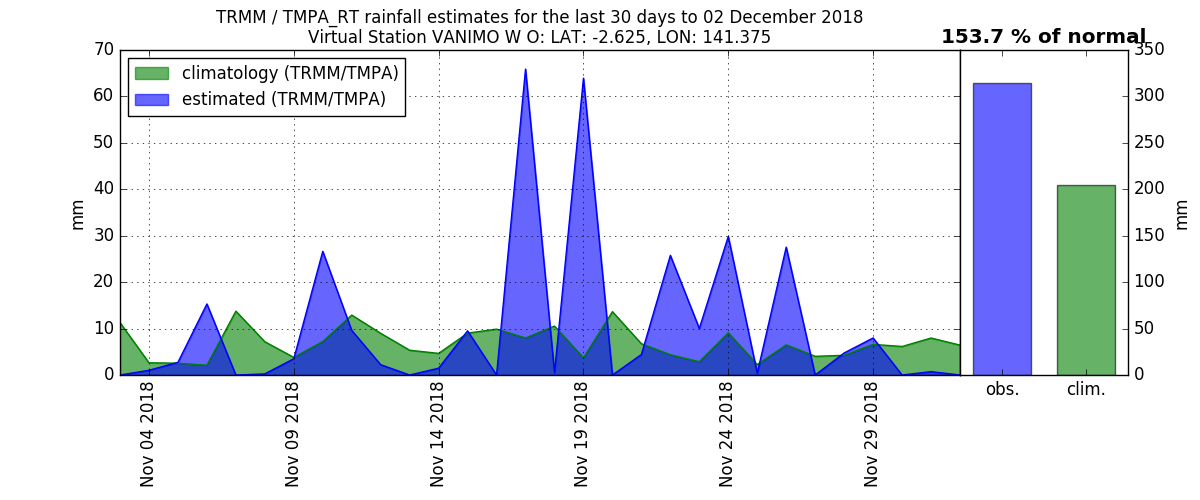 TRMM / TMPA_RT rainfall estimates for the last 30 days to 02 December 2018
Virtual Station VANIMO W O: LAT: -2.625, LON: 141.375
153.7 % of normal
climatology (TRMM/TMPA)
estimated (TRMM/TMPA)
70
60
50
40
30
20
10
0
mm
Nov 04 2018
Nov 09 2018
Nov 14 2018
Nov 19 2018
Nov 24 2018
Nov 29 2018
obs.
clim.
350
300
250
200
150
100
50
0
mm